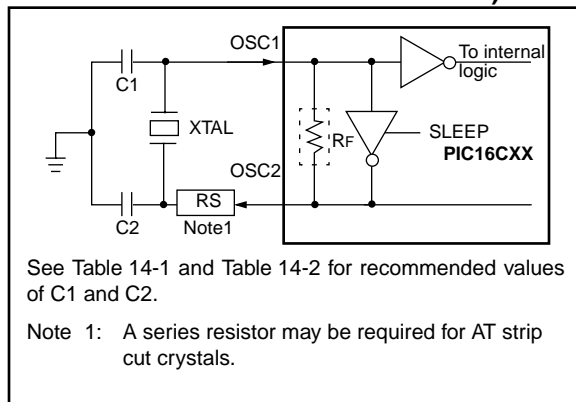 OSC1
To internal
logic
C1
XTAL
RF
SLEEP
PIC16CXX
OSC2
RS
C2
Note1
See Table 14-1 and Table 14-2 for recommended values
of C1 and C2.
Note 1: A series resistor may be required for AT strip
cut crystals.